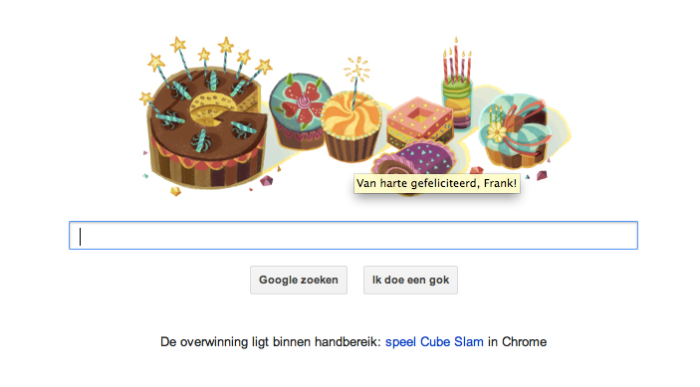 Van harte gefeliciteerd, Frank!
Google zoeken
Ik doe een gok
De overwinning ligt binnen handbereik: speel Cube Slam in Chrome